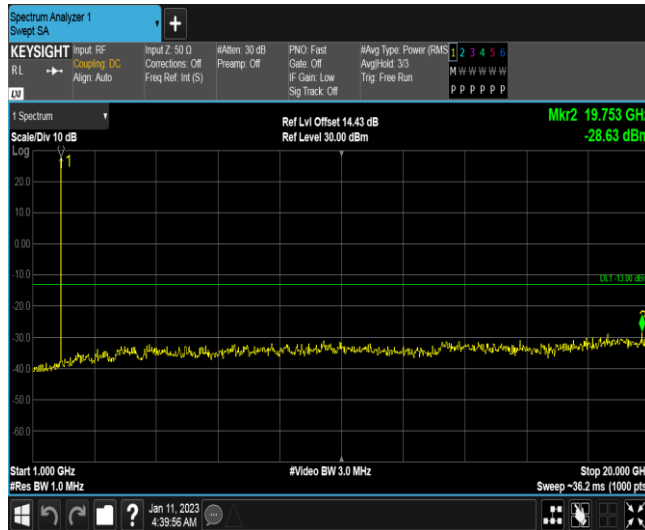 Spectrum Analyzer 1
Swept SA
+
KEYSIGHT Input: RF Input Z: 50 Ω #Atten: 30 dB PNO: Fast #Avg Type: Power (RMS 1 2 3 4 5 6
RL Coupling: DC Corrections: Off Preamp: Off Gate: Off Avg|Hold: 3/3 M W W W W W
Align: Auto Freq Ref: Int (S) IF Gain: Low Trig: Free Run
LXI Sig Track: Off P P P P P P
1 Spectrum Ref Lvl Offset 14.43 dB Mkr2 19.753 GH
Scale/Div 10 dB Ref Level 30.00 dBm -28.63 dBm
Log
1
20.0
10.0
0.00
-10.0
DL1 -13.00 dB
-20.0
-30.0
-40.0
-50.0
-60.0
Start 1.000 GHz #Video BW 3.0 MHz Stop 20.000 GH
#Res BW 1.0 MHz Sweep ~36.2 ms (1000 pts
? Jan 11, 2023
4:39:56 AM